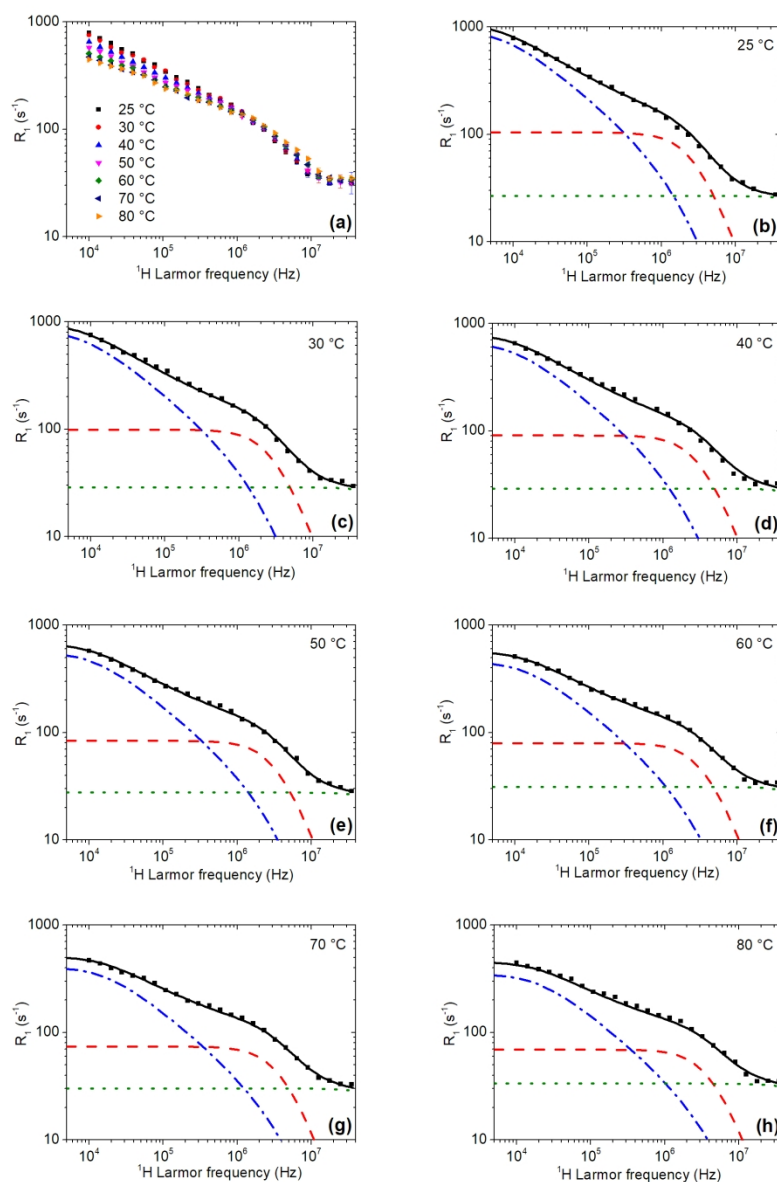 1000
100
10
R₁ (s⁻¹)
25 °C
30 °C
40 °C
50 °C
60 °C
70 °C
80 °C
(a)
10⁴ 10⁵ 10⁶ 10⁷
¹H Larmor frequency (Hz)
1000
100
10
R₁ (s⁻¹)
25 °C
(b)
10⁴ 10⁵ 10⁶ 10⁷
¹H Larmor frequency (Hz)
1000
100
10
R₁ (s⁻¹)
30 °C
(c)
10⁴ 10⁵ 10⁶ 10⁷
¹H Larmor frequency (Hz)
1000
100
10
R₁ (s⁻¹)
40 °C
(d)
10⁴ 10⁵ 10⁶ 10⁷
¹H Larmor frequency (Hz)
1000
100
10
R₁ (s⁻¹)
50 °C
(e)
10⁴ 10⁵ 10⁶ 10⁷
¹H Larmor frequency (Hz)
1000
100
10
R₁ (s⁻¹)
60 °C
(f)
10⁴ 10⁵ 10⁶ 10⁷
¹H Larmor frequency (Hz)
1000
100
10
R₁ (s⁻¹)
70 °C
(g)
10⁴ 10⁵ 10⁶ 10⁷
¹H Larmor frequency (Hz)
1000
100
10
R₁ (s⁻¹)
80 °C
(h)
10⁴ 10⁵ 10⁶ 10⁷
¹H Larmor frequency (Hz)